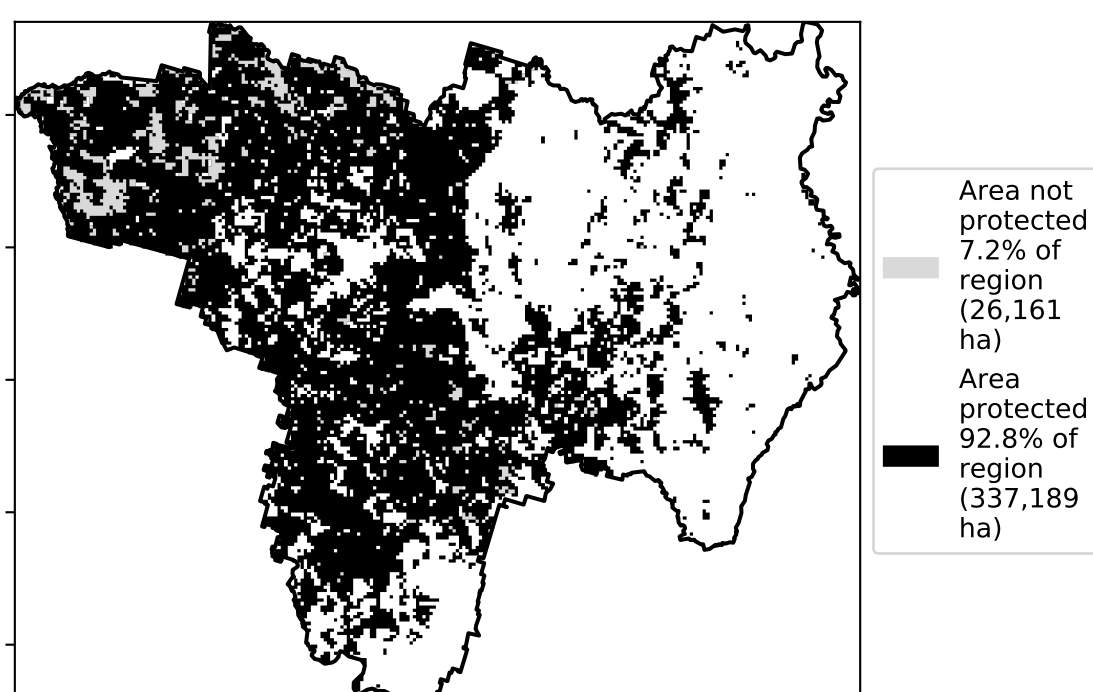 Area not
protected
7.2% of
region
(26,161
ha)
Area
protected
92.8% of
region
(337,189
ha)